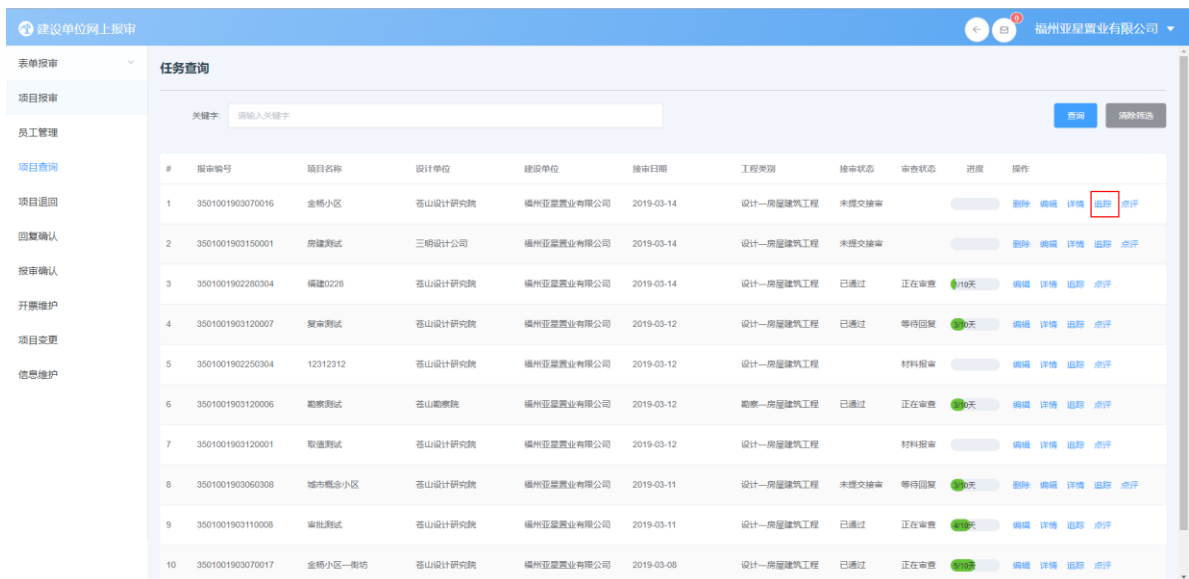 建设单位网上报审
0
福州亚星置业有限公司
表单报审
项目报审
员工管理
项目查询
项目退回
回复确认
报审确认
开票维护
项目变更
信息维护
任务查询
关键字: 请输入关键字 查询 清除筛选
# 报审编号 项目名称 设计单位 建设单位 接审日期 工程类别 接审状态 审查状态 进度 操作
1 3501001903070016 金杨小区 苍山设计研究院 福州亚星置业有限公司 2019-03-14 设计—房屋建筑工程 未提交接审 删除 编辑 详情 追踪 点评
2 3501001903150001 房建测试 三明设计公司 福州亚星置业有限公司 2019-03-14 设计—房屋建筑工程 未提交接审 删除 编辑 详情 追踪 点评
3 3501001902280304 福建0228 苍山设计研究院 福州亚星置业有限公司 2019-03-14 设计—房屋建筑工程 已通过 正在审查 /10天 编辑 详情 追踪 点评
4 3501001903120007 复审测试 苍山设计研究院 福州亚星置业有限公司 2019-03-12 设计—房屋建筑工程 已通过 等待回复 3/10天 编辑 详情 追踪 点评
5 3501001902250304 12312312 苍山设计研究院 福州亚星置业有限公司 2019-03-12 设计—房屋建筑工程 材料报审 编辑 详情 追踪 点评
6 3501001903120006 勘察测试 苍山勘察院 福州亚星置业有限公司 2019-03-12 勘察—房屋建筑工程 已通过 正在审查 3/10天 编辑 详情 追踪 点评
7 3501001903120001 取值测试 苍山设计研究院 福州亚星置业有限公司 2019-03-12 设计—房屋建筑工程 材料报审 编辑 详情 追踪 点评
8 3501001903060308 城市概念小区 苍山设计研究院 福州亚星置业有限公司 2019-03-11 设计—房屋建筑工程 未提交接审 等待回复 3/10天 删除 编辑 详情 追踪 点评
9 3501001903110008 审批测试 苍山设计研究院 福州亚星置业有限公司 2019-03-11 设计—房屋建筑工程 已通过 正在审查 4/10天 编辑 详情 追踪 点评
10 3501001903070017 金杨小区—街坊 苍山设计研究院 福州亚星置业有限公司 2019-03-08 设计—房屋建筑工程 已通过 正在审查 5/10天 编辑 详情 追踪 点评